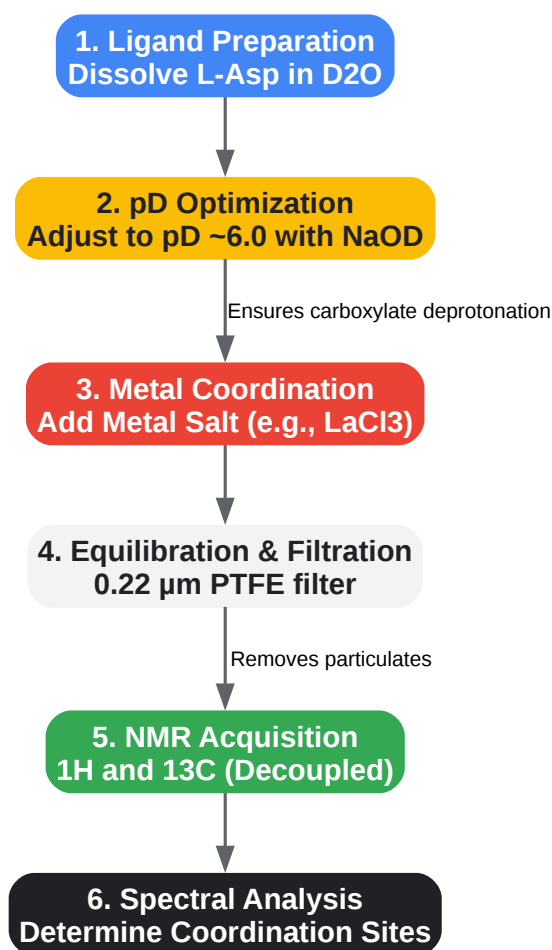 1. Ligand Preparation
Dissolve L-Asp in D2O
2. pD Optimization
Adjust to pD ~6.0 with NaOD
Ensures carboxylate deprotonation
3. Metal Coordination
Add Metal Salt (e.g., LaCl3)
4. Equilibration & Filtration
0.22 µm PTFE filter
Removes particulates
5. NMR Acquisition
1H and 13C (Decoupled)
6. Spectral Analysis
Determine Coordination Sites